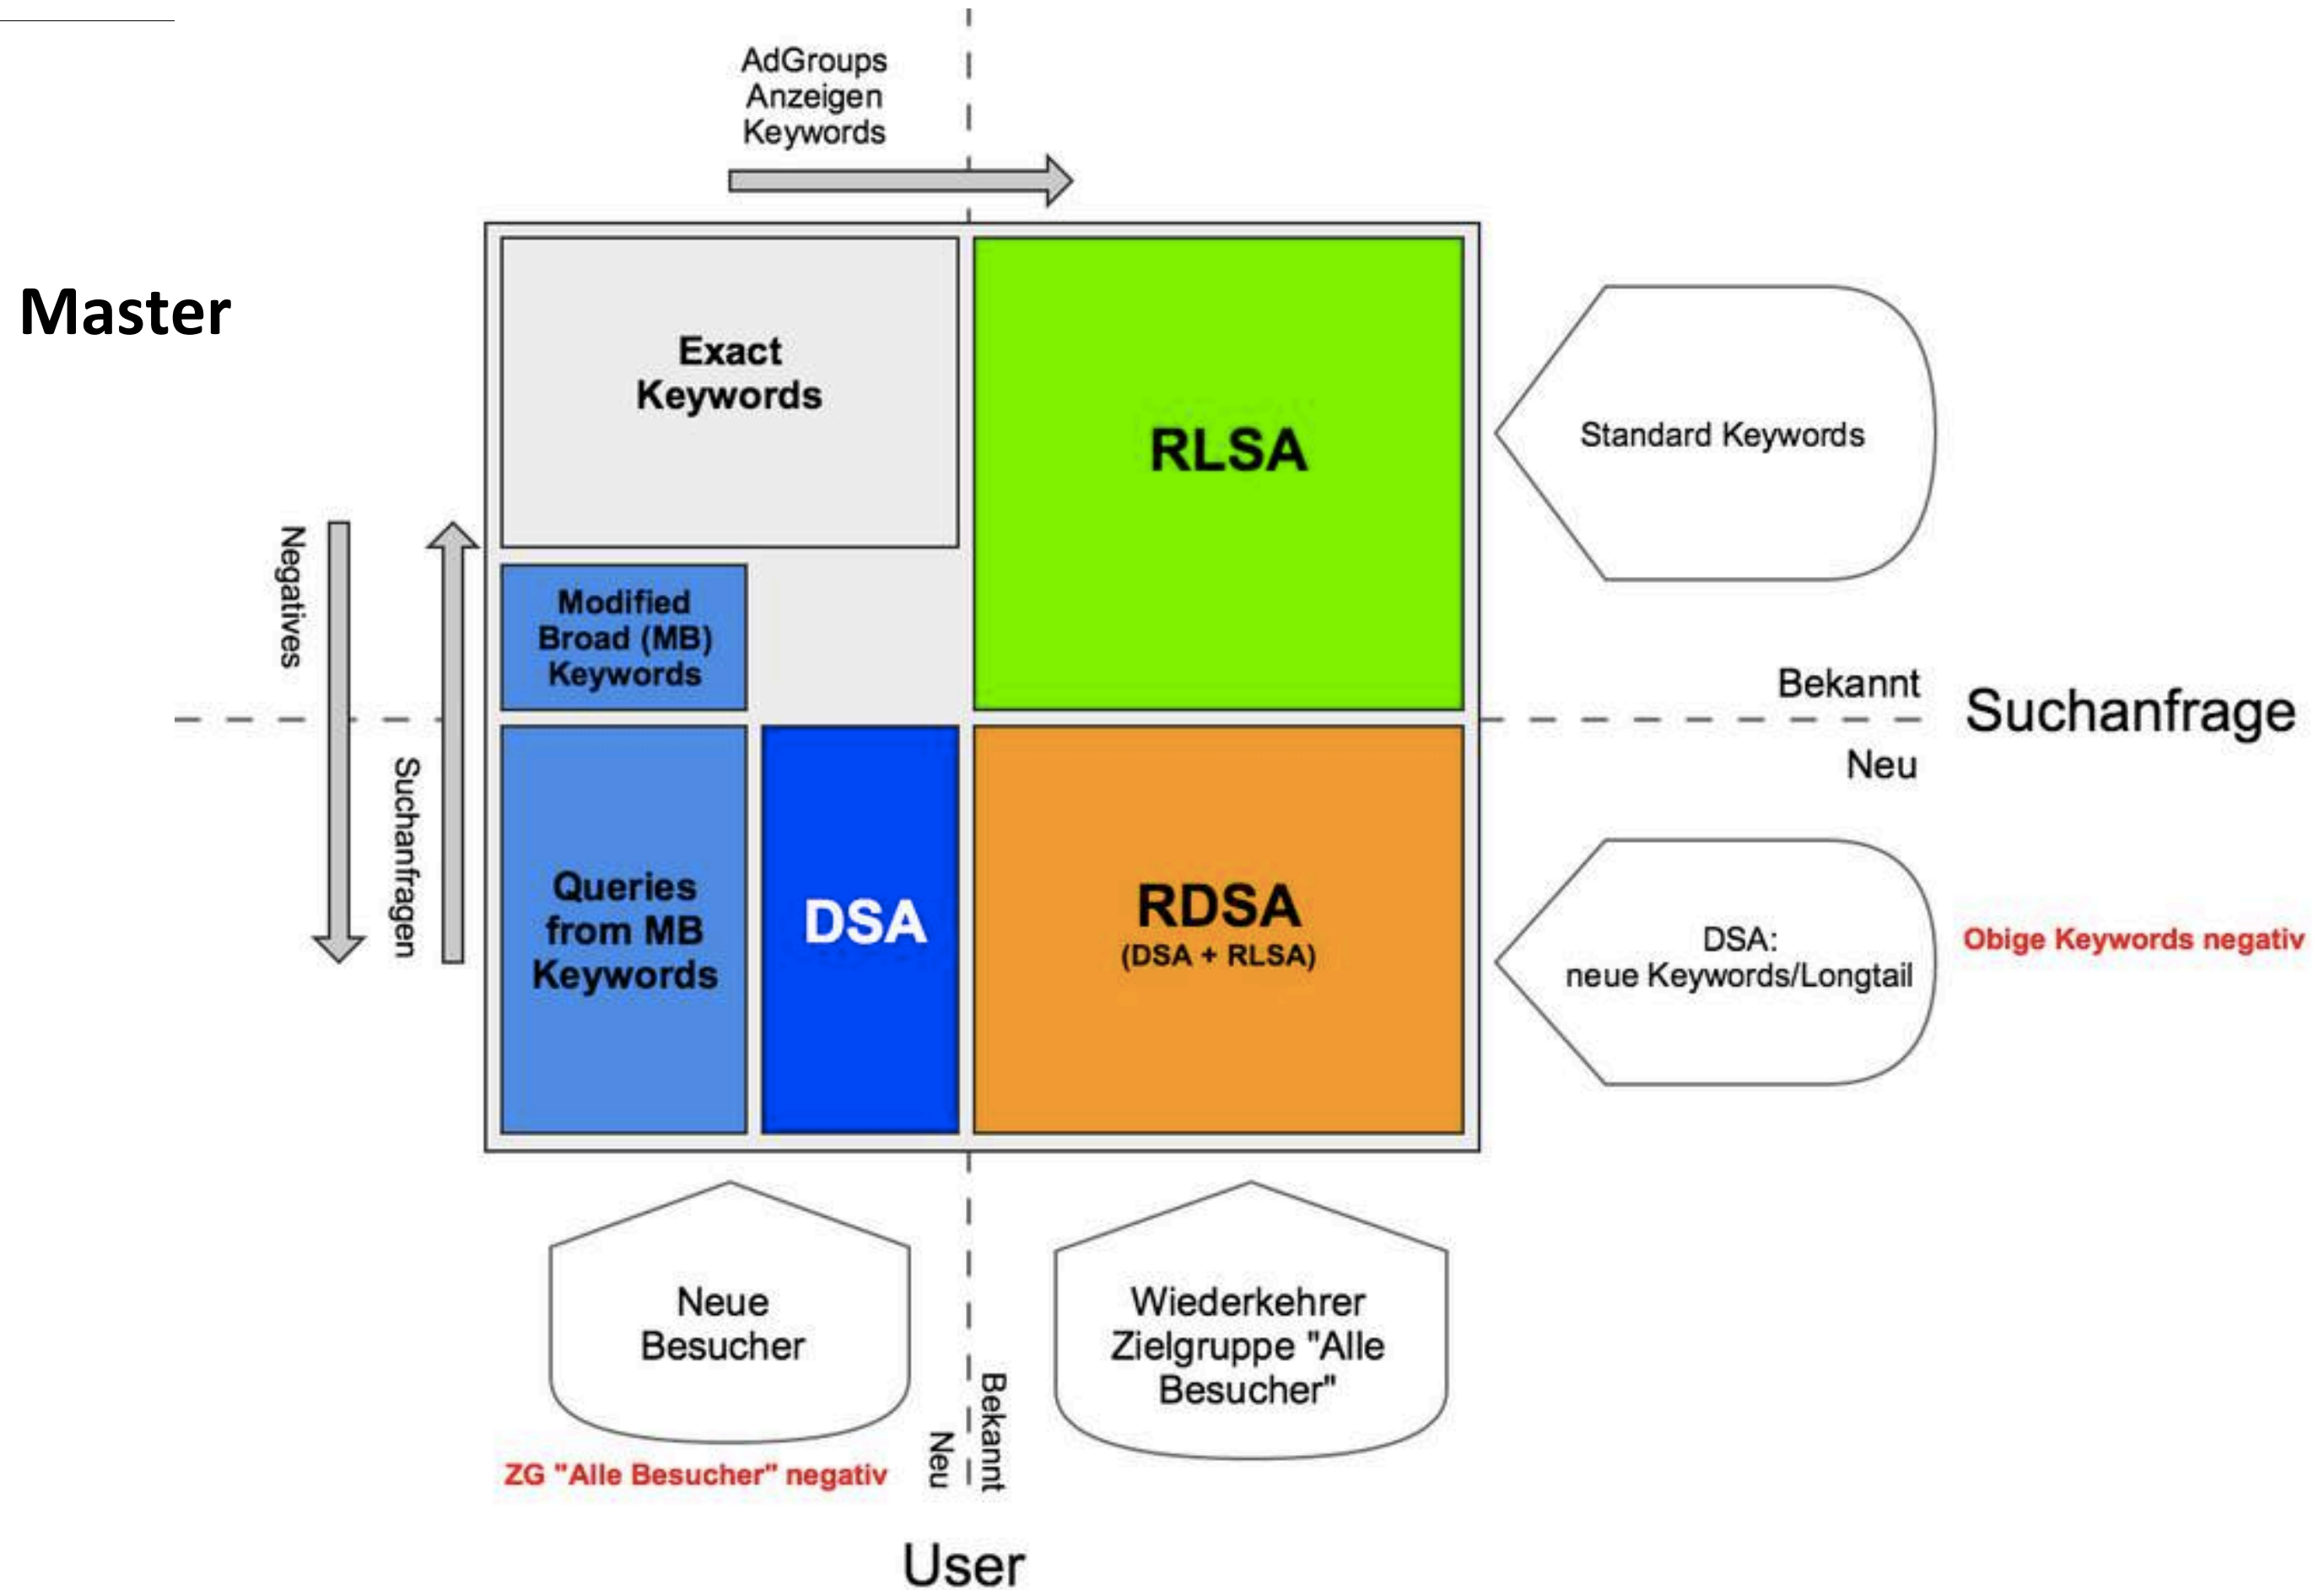 AdGroups
Anzeigen
Keywords
Master
Exact
Keywords
RLSA
Standard Keywords
Negatives
Modified
Broad (MB)
Keywords
Bekannt
Suchanfrage
Neu
Suchanfragen
Queries
from MB
Keywords
DSA
RDSA
(DSA + RLSA)
DSA:
neue Keywords/Longtail
Obige Keywords negativ
Neue
Besucher
Wiederkehrer
Zielgruppe "Alle
Besucher"
ZG "Alle Besucher" negativ
Neu
Bekannt
User